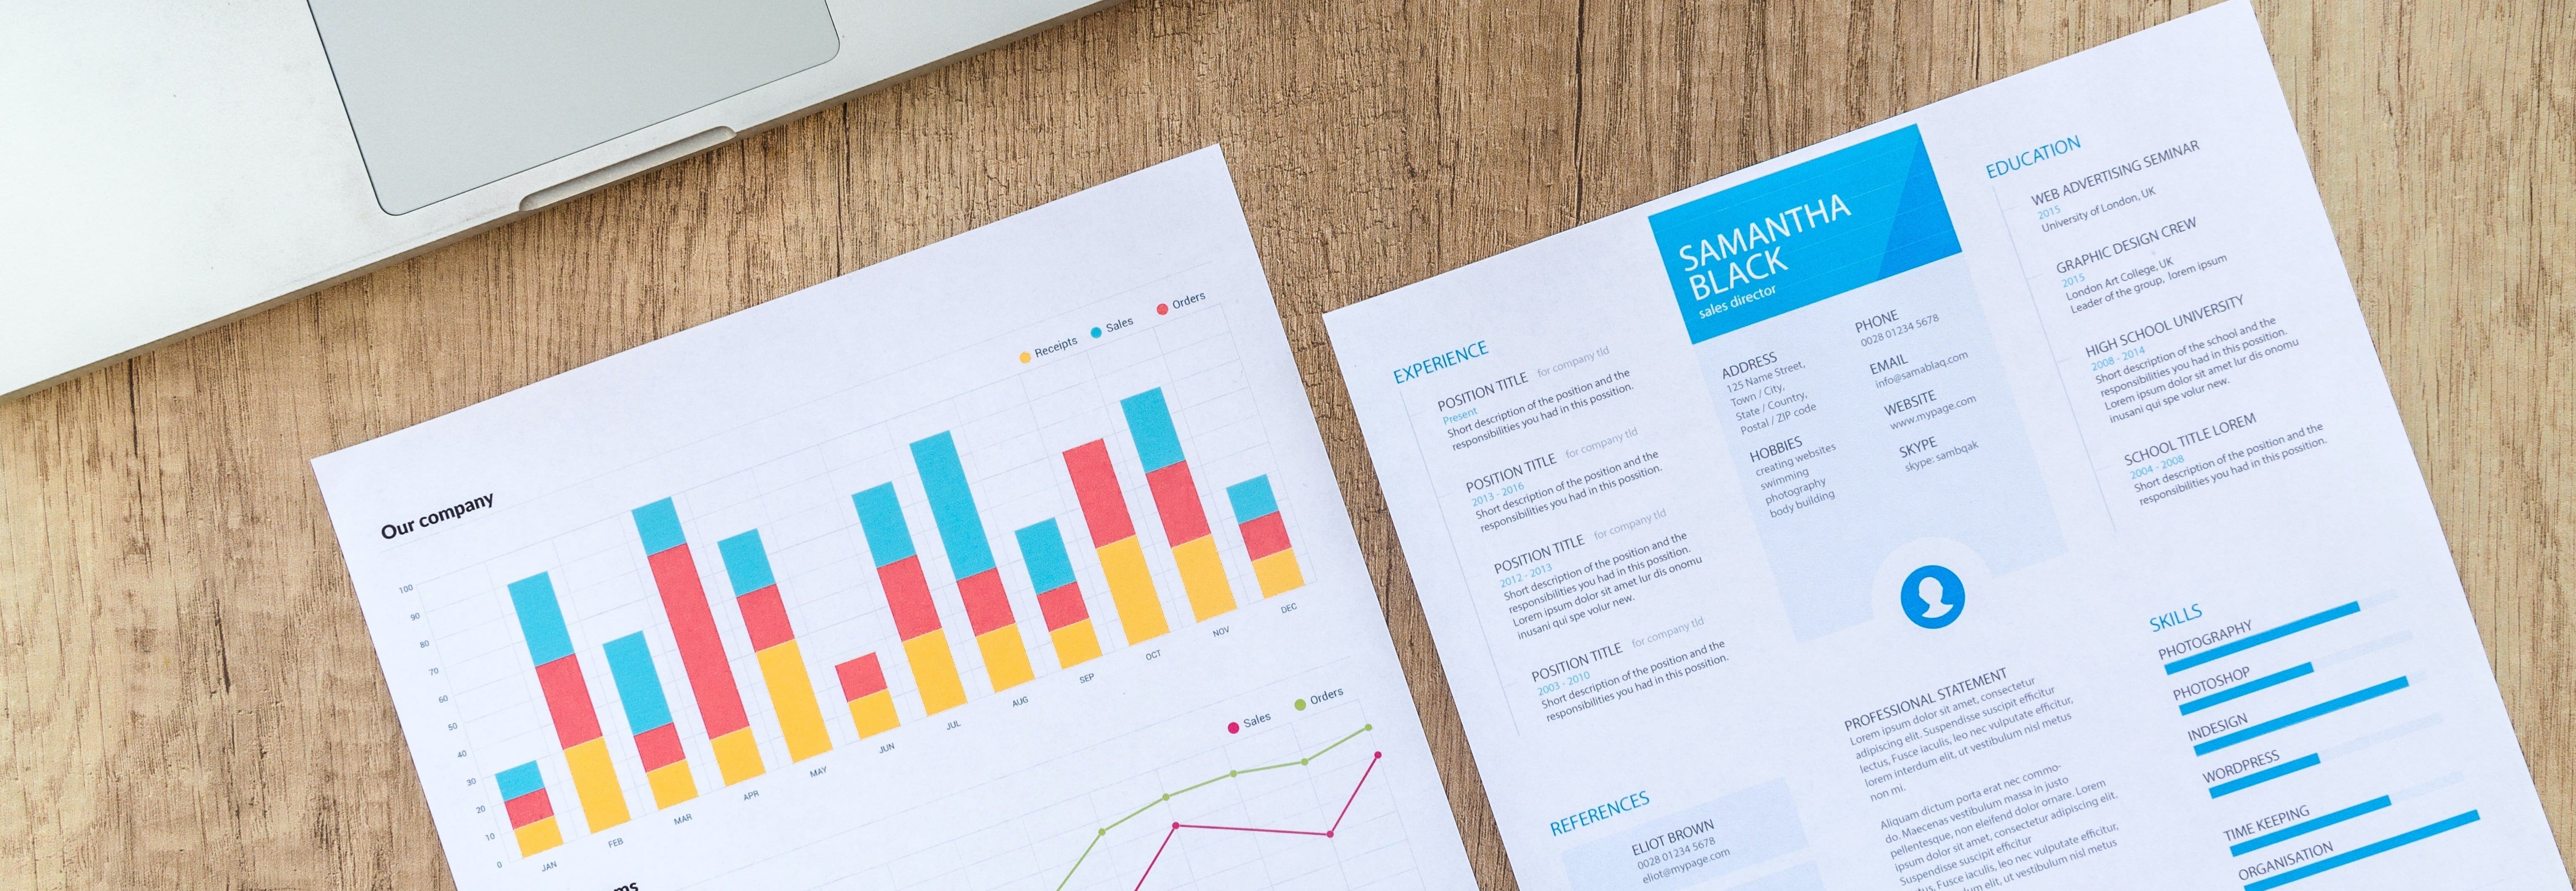 Our company
Receipts
Sales
Orders
100
90
80
70
60
50
40
30
20
10
0
JAN
FEB
MAR
APR
MAY
JUN
JUL
AUG
SEP
OCT
NOV
DEC
ms
Sales
Orders
EXPERIENCE
POSITION TITLE for company tld
Present
Short description of the position and the
responsibilities you had in this possition.
POSITION TITLE for company tld
2013 - 2016
Short description of the position and the
responsibilities you had in this possition.
POSITION TITLE for company tld
2012 - 2013
Short description of the position and the
responsibilities you had in this possition.
Lorem ipsum dolor sit amet lur dis onomu
inusani qui spe volur new.
POSITION TITLE for company tld
2003 - 2010
Short description of the position and the
responsibilities you had in this possition.
REFERENCES
ELIOT BROWN
0028 01234 5678
eliot@mypage.com
SAMANTHA
BLACK
sales director
ADDRESS
125 Name Street,
Town / City,
State / Country,
Postal / ZIP code
HOBBIES
creating websites
swimming
photography
body building
PHONE
0028 01234 5678
EMAIL
info@samablaq.com
WEBSITE
www.mypage.com
SKYPE
skype: sambqak
PROFESSIONAL STATEMENT
Lorem ipsum dolor sit amet, consectetur
adipiscing elit. Suspendisse suscipit efficitur
lectus, Fusce iaculis, leo nec vulputate efficitur,
lorem interdum elit, ut vestibulum nisl metus
non mi.
Aliquam dictum porta erat nec commo-
do. Maecenas vestibulum massa in justo
pellentesque, non eleifend dolor ornare. Lorem
ipsum dolor sit amet, consectetur adipiscing elit.
Suspendisse suscipit efficitur
lectus, Fusce iaculis, leo nec vulputate efficitur,
elit, ut vestibulum nisl metus
EDUCATION
WEB ADVERTISING SEMINAR
2015
University of London, UK
GRAPHIC DESIGN CREW
2015
London Art College, UK
Leader of the group, lorem ipsum
HIGH SCHOOL UNIVERSITY
2008 - 2014
Short description of the school and the
responsibilities you had in this possition.
Lorem ipsum dolor sit amet lur dis onomu
inusani qui spe volur new.
SCHOOL TITLE LOREM
2004 - 2008
Short description of the position and the
responsibilities you had in this possition.
SKILLS
PHOTOGRAPHY
PHOTOSHOP
INDESIGN
WORDPRESS
TIME KEEPING
ORGANISATION